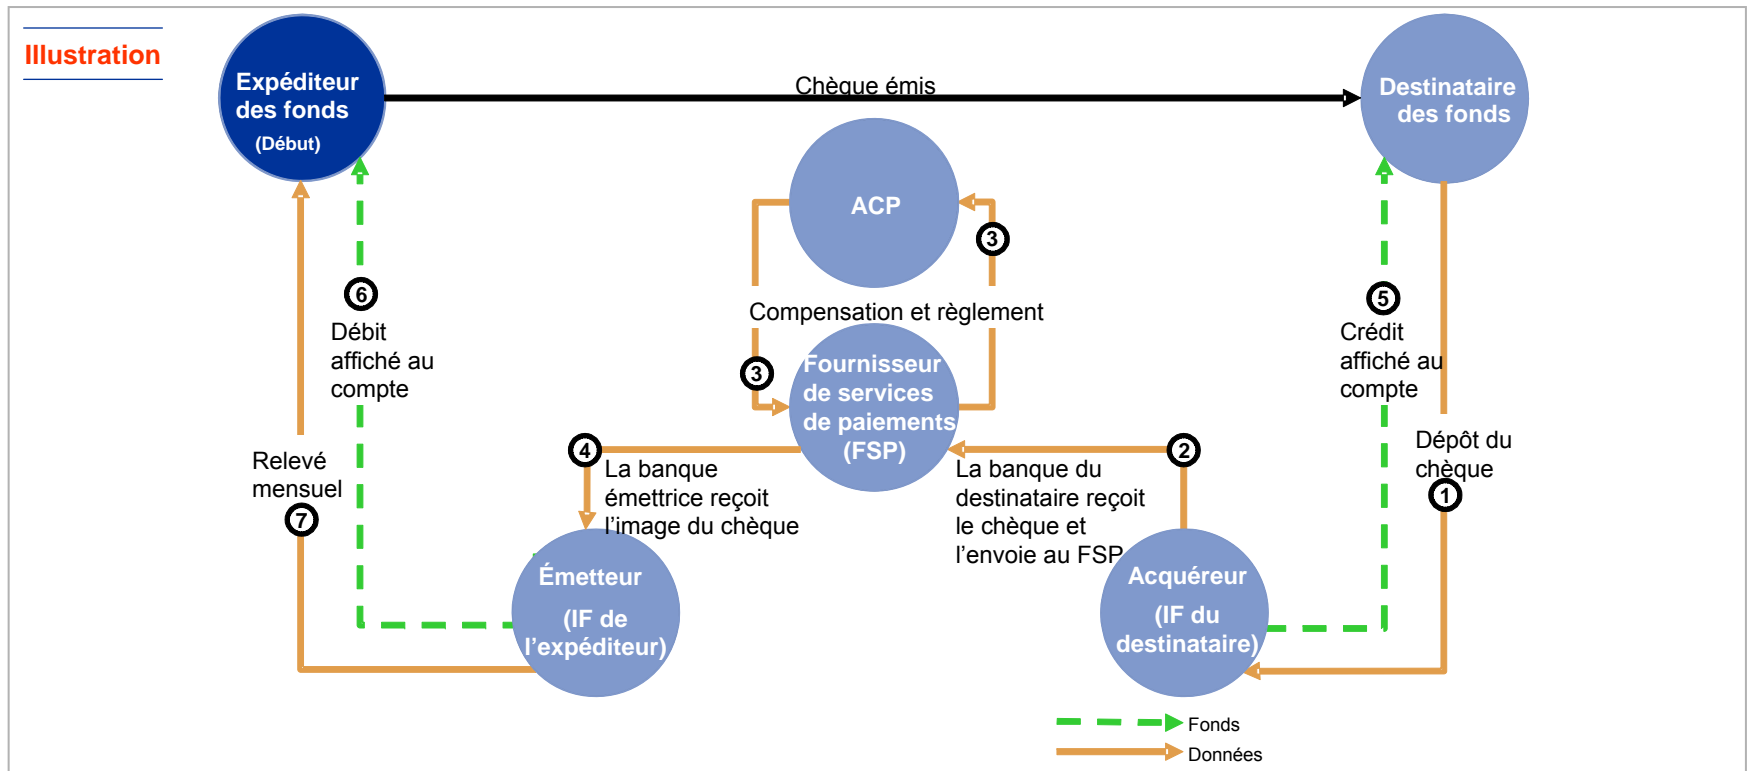 Illustration
Expéditeur
des fonds
(Début)
Chèque émis
Destinataire
des fonds
ACP
3
Compensation et règlement
3
Fournisseur
de services
de paiements
(FSP)
6
Débit
affiché au
compte
5
Crédit
affiché au
compte
4
La banque
émettrice reçoit
l'image du chèque
2
La banque du
destinataire reçoit
le chèque et
l'envoie au FSP
Dépôt du
chèque
1
Relevé
mensuel
7
Émetteur
(IF de
l'expéditeur)
Acquéreur
(IF du
destinataire)
Fonds
Données